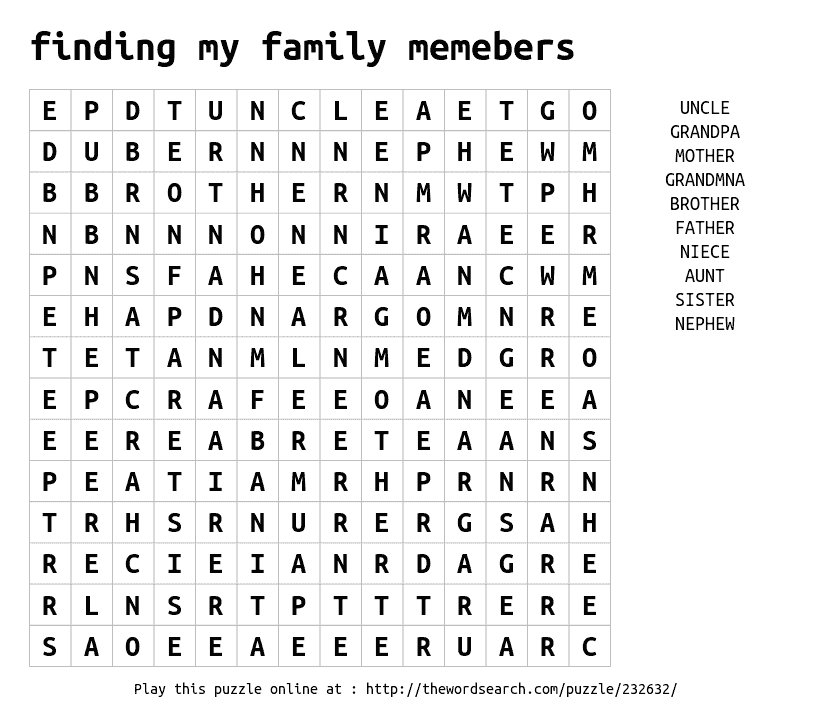 finding my family memebers
E P D T U N C L E A E T G O
D U B E R N N N E P H E W M
B B R O T H E R N M W T P H
N B N N N O N N I R A E E R
P N S F A H E C A A N C W M
E H A P D N A R G O M N R E
T E T A N M L N M E D G R O
E P C R A F E E O A N E E A
E E R E A B R E T E A A N S
P E A T I A M R H P R N R N
T R H S R N U R E R G S A H
R E C I E I A N R D A G R E
R L N S R T P T T T R E R E
S A O E E A E E E R U A R C
UNCLE
GRANDPA
MOTHER
GRANDMNA
BROTHER
FATHER
NIECE
AUNT
SISTER
NEPHEW
Play this puzzle online at : http://thewordsearch.com/puzzle/232632/